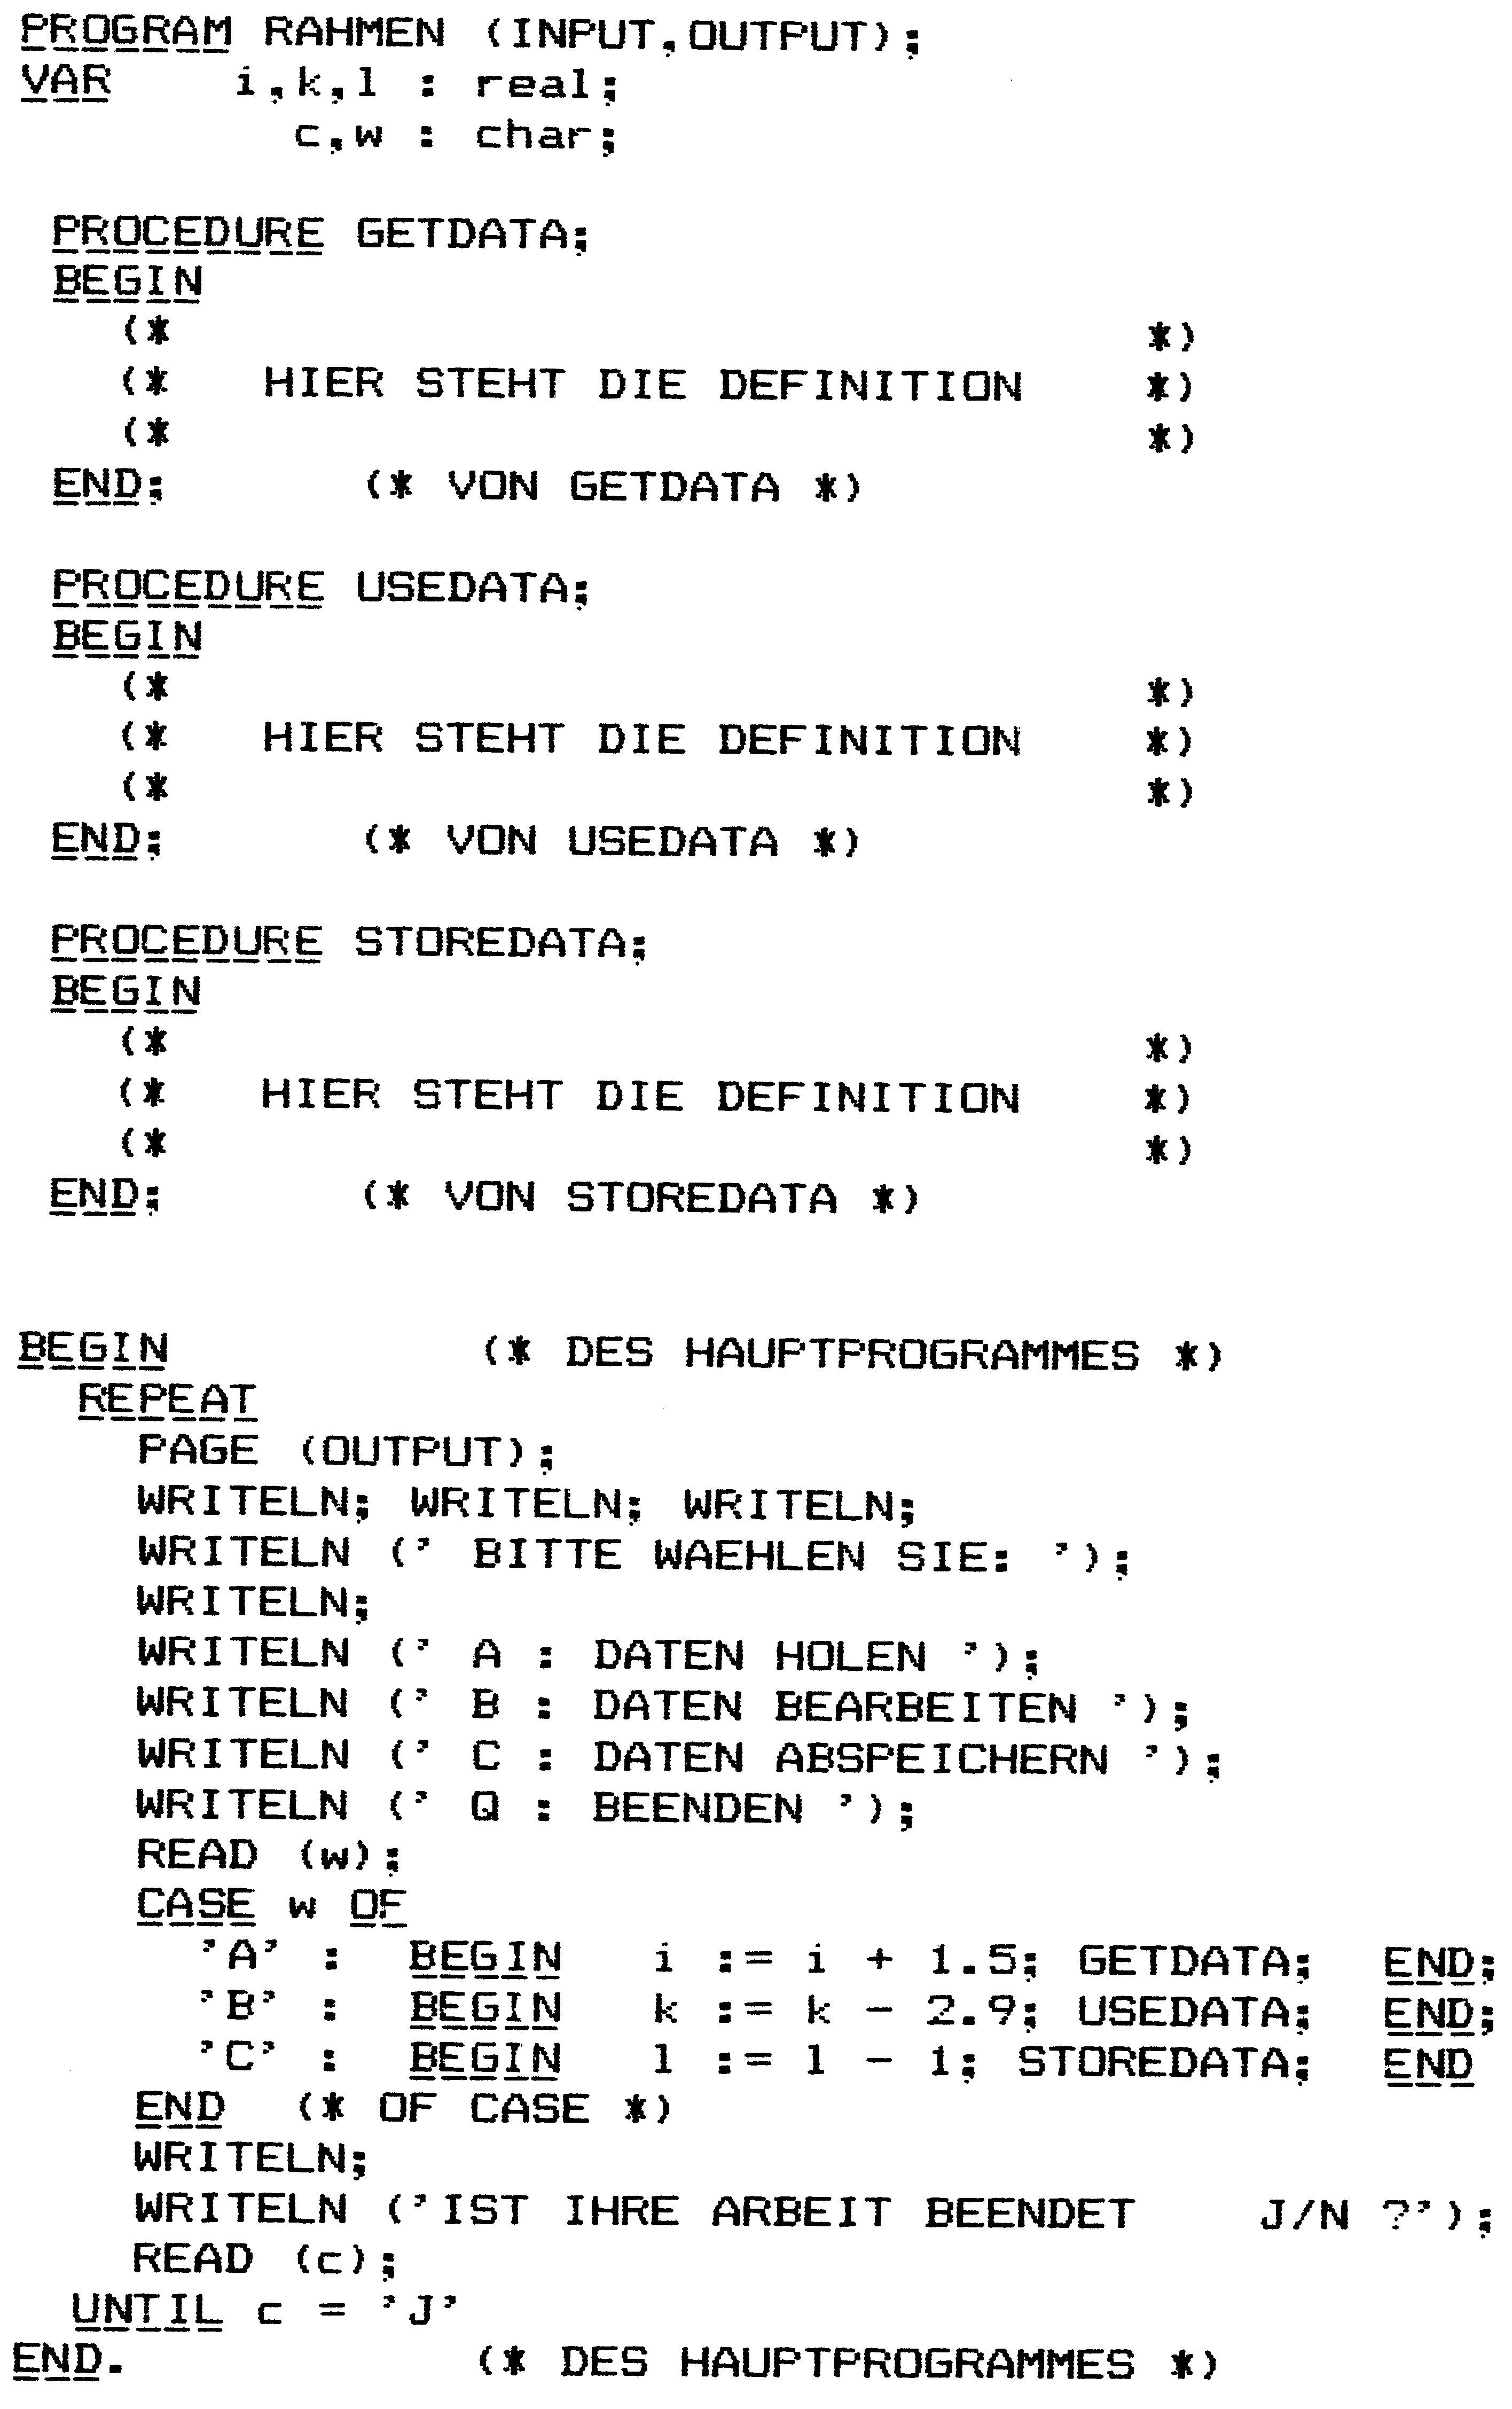 PROGRAM RAHMEN (INPUT,OUTPUT);
VAR    i,k,l : real;
         c,w : char;

 PROCEDURE GETDATA;
 BEGIN
   (*                                *)
   (*   HIER STEHT DIE DEFINITION    *)
   (*                                *)
 END;       (* VON GETDATA *)

 PROCEDURE USEDATA;
 BEGIN
   (*                                *)
   (*   HIER STEHT DIE DEFINITION    *)
   (*                                *)
 END;       (* VON USEDATA *)

 PROCEDURE STOREDATA;
 BEGIN
   (*                                *)
   (*   HIER STEHT DIE DEFINITION    *)
   (*                                *)
 END;       (* VON STOREDATA *)

BEGIN           (* DES HAUPTPROGRAMMES *)
  REPEAT
    PAGE (OUTPUT);
    WRITELN; WRITELN; WRITELN;
    WRITELN (' BITTE WAEHLEN SIE: ');
    WRITELN;
    WRITELN (' A : DATEN HOLEN ');
    WRITELN (' B : DATEN BEARBEITEN ');
    WRITELN (' C : DATEN ABSPEICHERN ');
    WRITELN (' Q : BEENDEN ');
    READ (w);
    CASE w OF
      'A' :  BEGIN   i := i + 1.5; GETDATA;  END;
      'B' :  BEGIN   k := k - 2.9; USEDATA;  END;
      'C' :  BEGIN   l := l - 1; STOREDATA;  END
    END  (* OF CASE *)
    WRITELN;
    WRITELN ('IST IHRE ARBEIT BEENDET    J/N ?');
    READ (c);
  UNTIL c = 'J'
END.            (* DES HAUPTPROGRAMMES *)